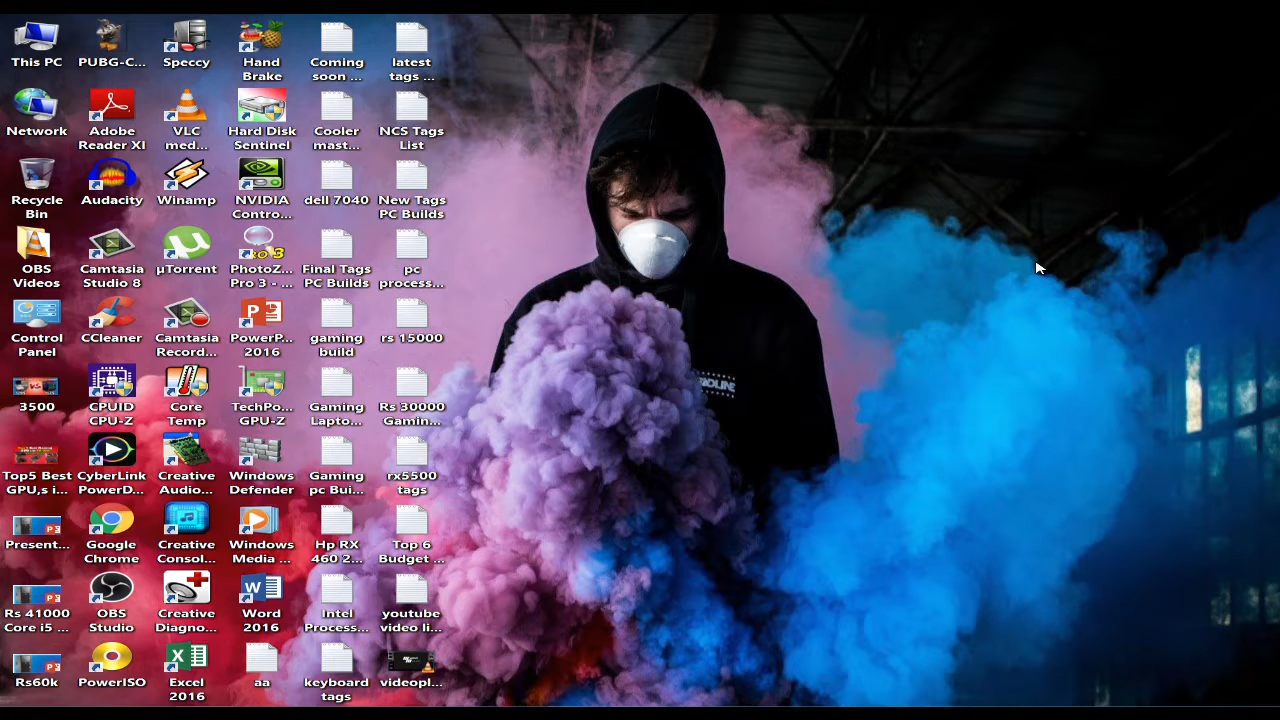 This PC
PUBG-C...
Speccy
Hand
Brake
Coming
soon ...
latest
tags ...
Network
Adobe
Reader XI
VLC
med...
Hard Disk
Sentinel
Cooler
mast...
NCS Tags
List
Recycle
Bin
Audacity
Winamp
NVIDIA
Contro...
dell 7040
New Tags
PC Builds
OBS
Videos
Camtasia
Studio 8
µTorrent
PhotoZ...
Pro 3 - ...
Final Tags
PC Builds
pc
process...
Control
Panel
CCleaner
Camtasia
Record...
PowerP...
2016
gaming
build
rs 15000
3500
CPUID
CPU-Z
Core
Temp
TechPo...
GPU-Z
Gaming
Lapto...
Rs 30000
Gamin...
Top5 Best
GPU,s i...
CyberLink
PowerD...
Creative
Audio...
Windows
Defender
Gaming
pc Bui...
rx5500
tags
Present...
Google
Chrome
Creative
Consol...
Windows
Media ...
Hp RX
460 2...
Top 6
Budget ...
Rs 41000
Core i5 ...
OBS
Studio
Creative
Diagno...
Word
2016
Intel
Process...
youtube
video li...
Rs60k
PowerISO
Excel
2016
aa
keyboard
tags
videopl...